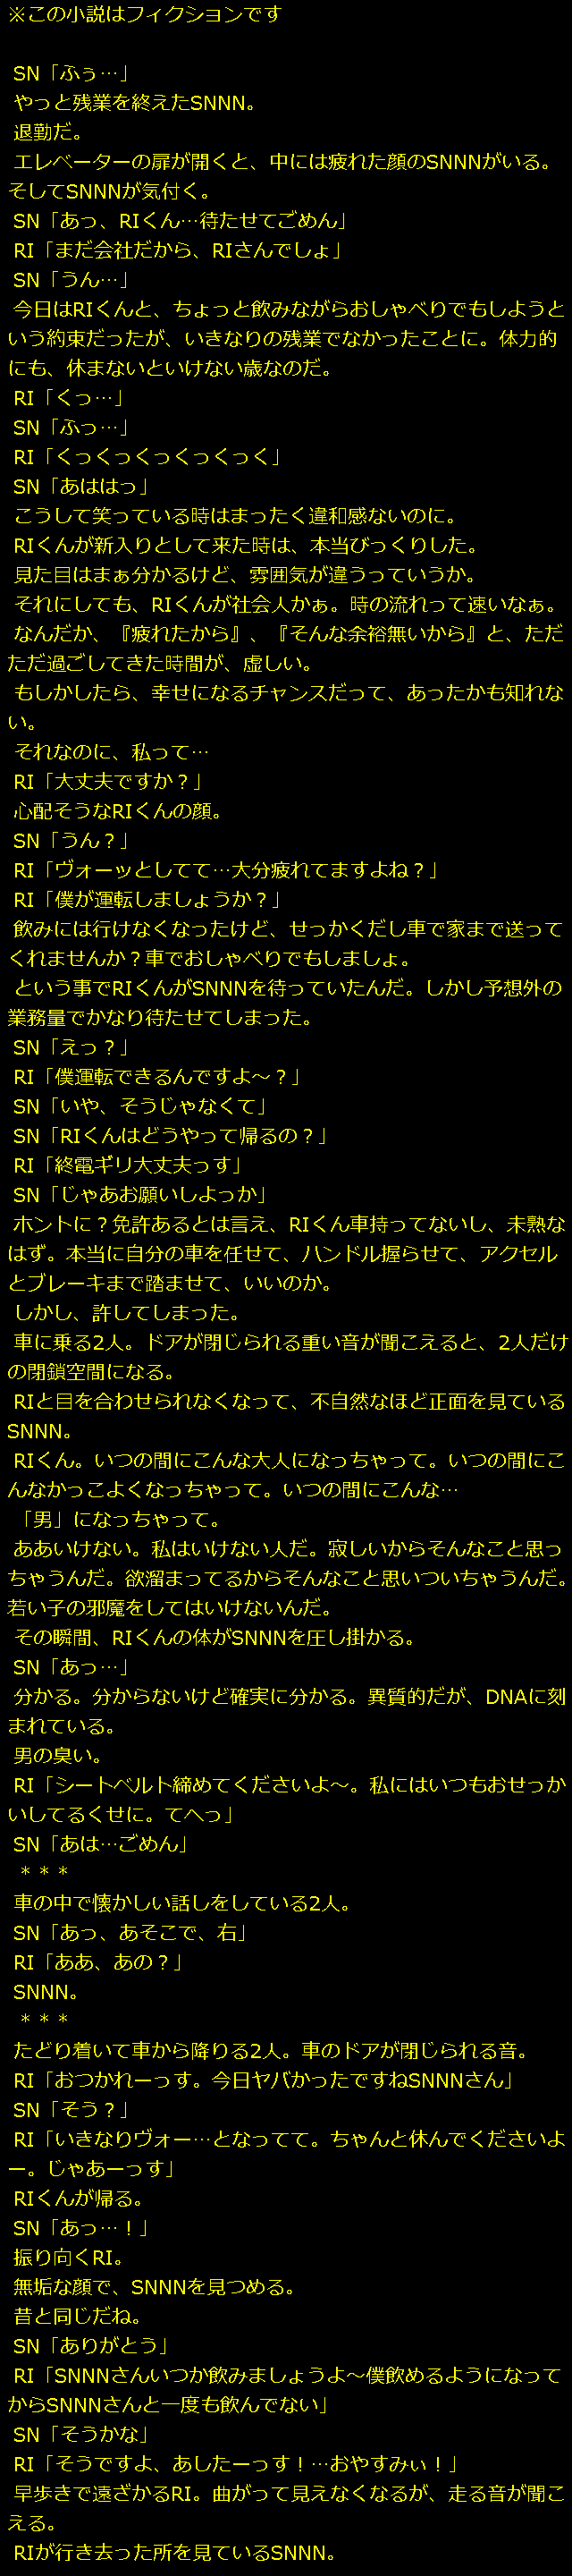 ※この小説はフィクションです
SN「ふぅ…」
やっと残業を終えたSNNN。
退勤だ。
エレベーターの扉が開くと、中には疲れた顔のSNNNがいる。
そしてSNNNが気付く。
SN「あっ、RIくん…待たせてごめん」
RI「まだ会社だから、RIさんでしょ」
SN「うん…」
今日はRIくんと、ちょっと飲みながらおしゃべりでもしようと
いう約束だったが、いきなりの残業でなかったことに。体力的
にも、休まないといけない歳なのだ。
RI「くっ…」
SN「ふっ…」
RI「くっくっくっくっくっく」
SN「あははっ」
こうして笑っている時はまったく違和感ないのに。
RIくんが新入りとして来た時は、本当びっくりした。
見た目はまぁ分かるけど、雰囲気が違うっていうか。
それにしても、RIくんが社会人かぁ。時の流れって速いなぁ。
なんだか、『疲れたから』、『そんな余裕無いから』と、ただ
ただ過ごしてきた時間が、虚しい。
もしかしたら、幸せになるチャンスだって、あったかも知れな
い。
それなのに、私って…
RI「大丈夫ですか？」
心配そうなRIくんの顔。
SN「うん？」
RI「ヴォーッとしてて…大分疲れてますよね？」
RI「僕が運転しましょうか？」
飲みには行けなくなったけど、せっかくだし車で家まで送って
くれませんか？車でおしゃべりでもしましょ。
という事でRIくんがSNNNを待っていたんだ。しかし予想外の
業務量でかなり待たせてしまった。
SN「えっ？」
RI「僕運転できるんですよ～？」
SN「いや、そうじゃなくて」
SN「RIくんはどうやって帰るの？」
RI「終電ギリ大丈夫っす」
SN「じゃあお願いしよっか」
ホントに？免許あるとは言え、RIくん車持ってないし、未熟な
はず。本当に自分の車を任せて、ハンドル握らせて、アクセル
とブレーキまで踏ませて、いいのか。
しかし、許してしまった。
車に乗る2人。ドアが閉じられる重い音が聞こえると、2人だけ
の閉鎖空間になる。
RIと目を合わせられなくなって、不自然なほど正面を見ている
SNNN。
RIくん。いつの間にこんな大人になっちゃって。いつの間にこ
んなかっこよくなっちゃって。いつの間にこんな…
「男」になっちゃって。
ああいけない。私はいけない人だ。寂しいからそんなこと思っ
ちゃうんだ。欲溜まってるからそんなこと思いついちゃうんだ。
若い子の邪魔をしてはいけないんだ。
その瞬間、RIくんの体がSNNNを圧し掛かる。
SN「あっ…」
分かる。分からないけど確実に分かる。異質的だが、DNAに刻
まれている。
男の臭い。
RI「シートベルト締めてくださいよ～。私にはいつもおせっか
いしてるくせに。てへっ」
SN「あは…ごめん」
＊＊＊
車の中で懐かしい話しをしている2人。
SN「あっ、あそこで、右」
RI「ああ、あの？」
SNNN。
＊＊＊
たどり着いて車から降りる2人。車のドアが閉じられる音。
RI「おつかれーっす。今日ヤバかったですねSNNNさん」
SN「そう？」
RI「いきなりヴォー…となってて。ちゃんと休んでくださいよ
ー。じゃあーっす」
RIくんが帰る。
SN「あっ…！」
振り向くRI。
無垢な顔で、SNNNを見つめる。
昔と同じだね。
SN「ありがとう」
RI「SNNNさんいつか飲みましょうよ～僕飲めるようになって
からSNNNさんと一度も飲んでない」
SN「そうかな」
RI「そうですよ、あしたーっす！…おやすみぃ！」
早歩きで遠ざかるRI。曲がって見えなくなるが、走る音が聞こ
える。
RIが行き去った所を見ているSNNN。